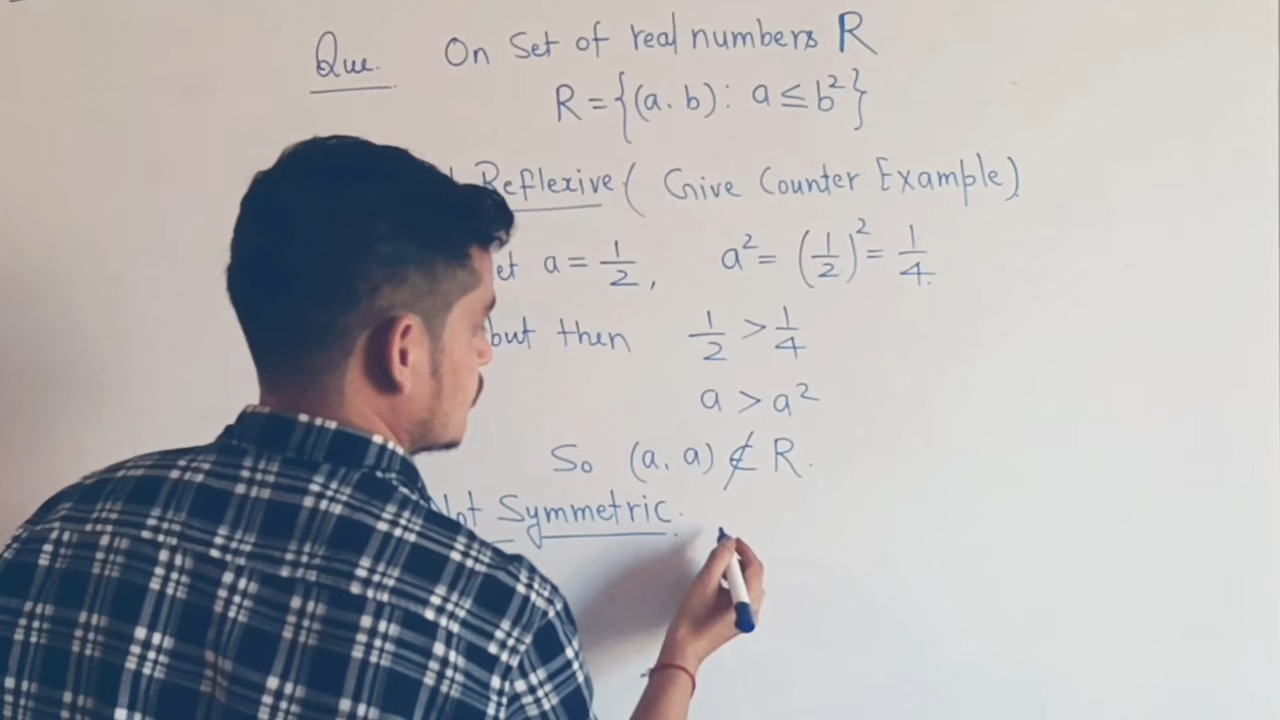 Que. On Set of real numbers R
R = {(a, b) : a ≤ b²}
Reflexive ( Give Counter Example)
et a = 1/2, a² = (1/2)² = 1/4.
but then 1/2 > 1/4
a > a²
So (a, a) ∉ R.
Not Symmetric.